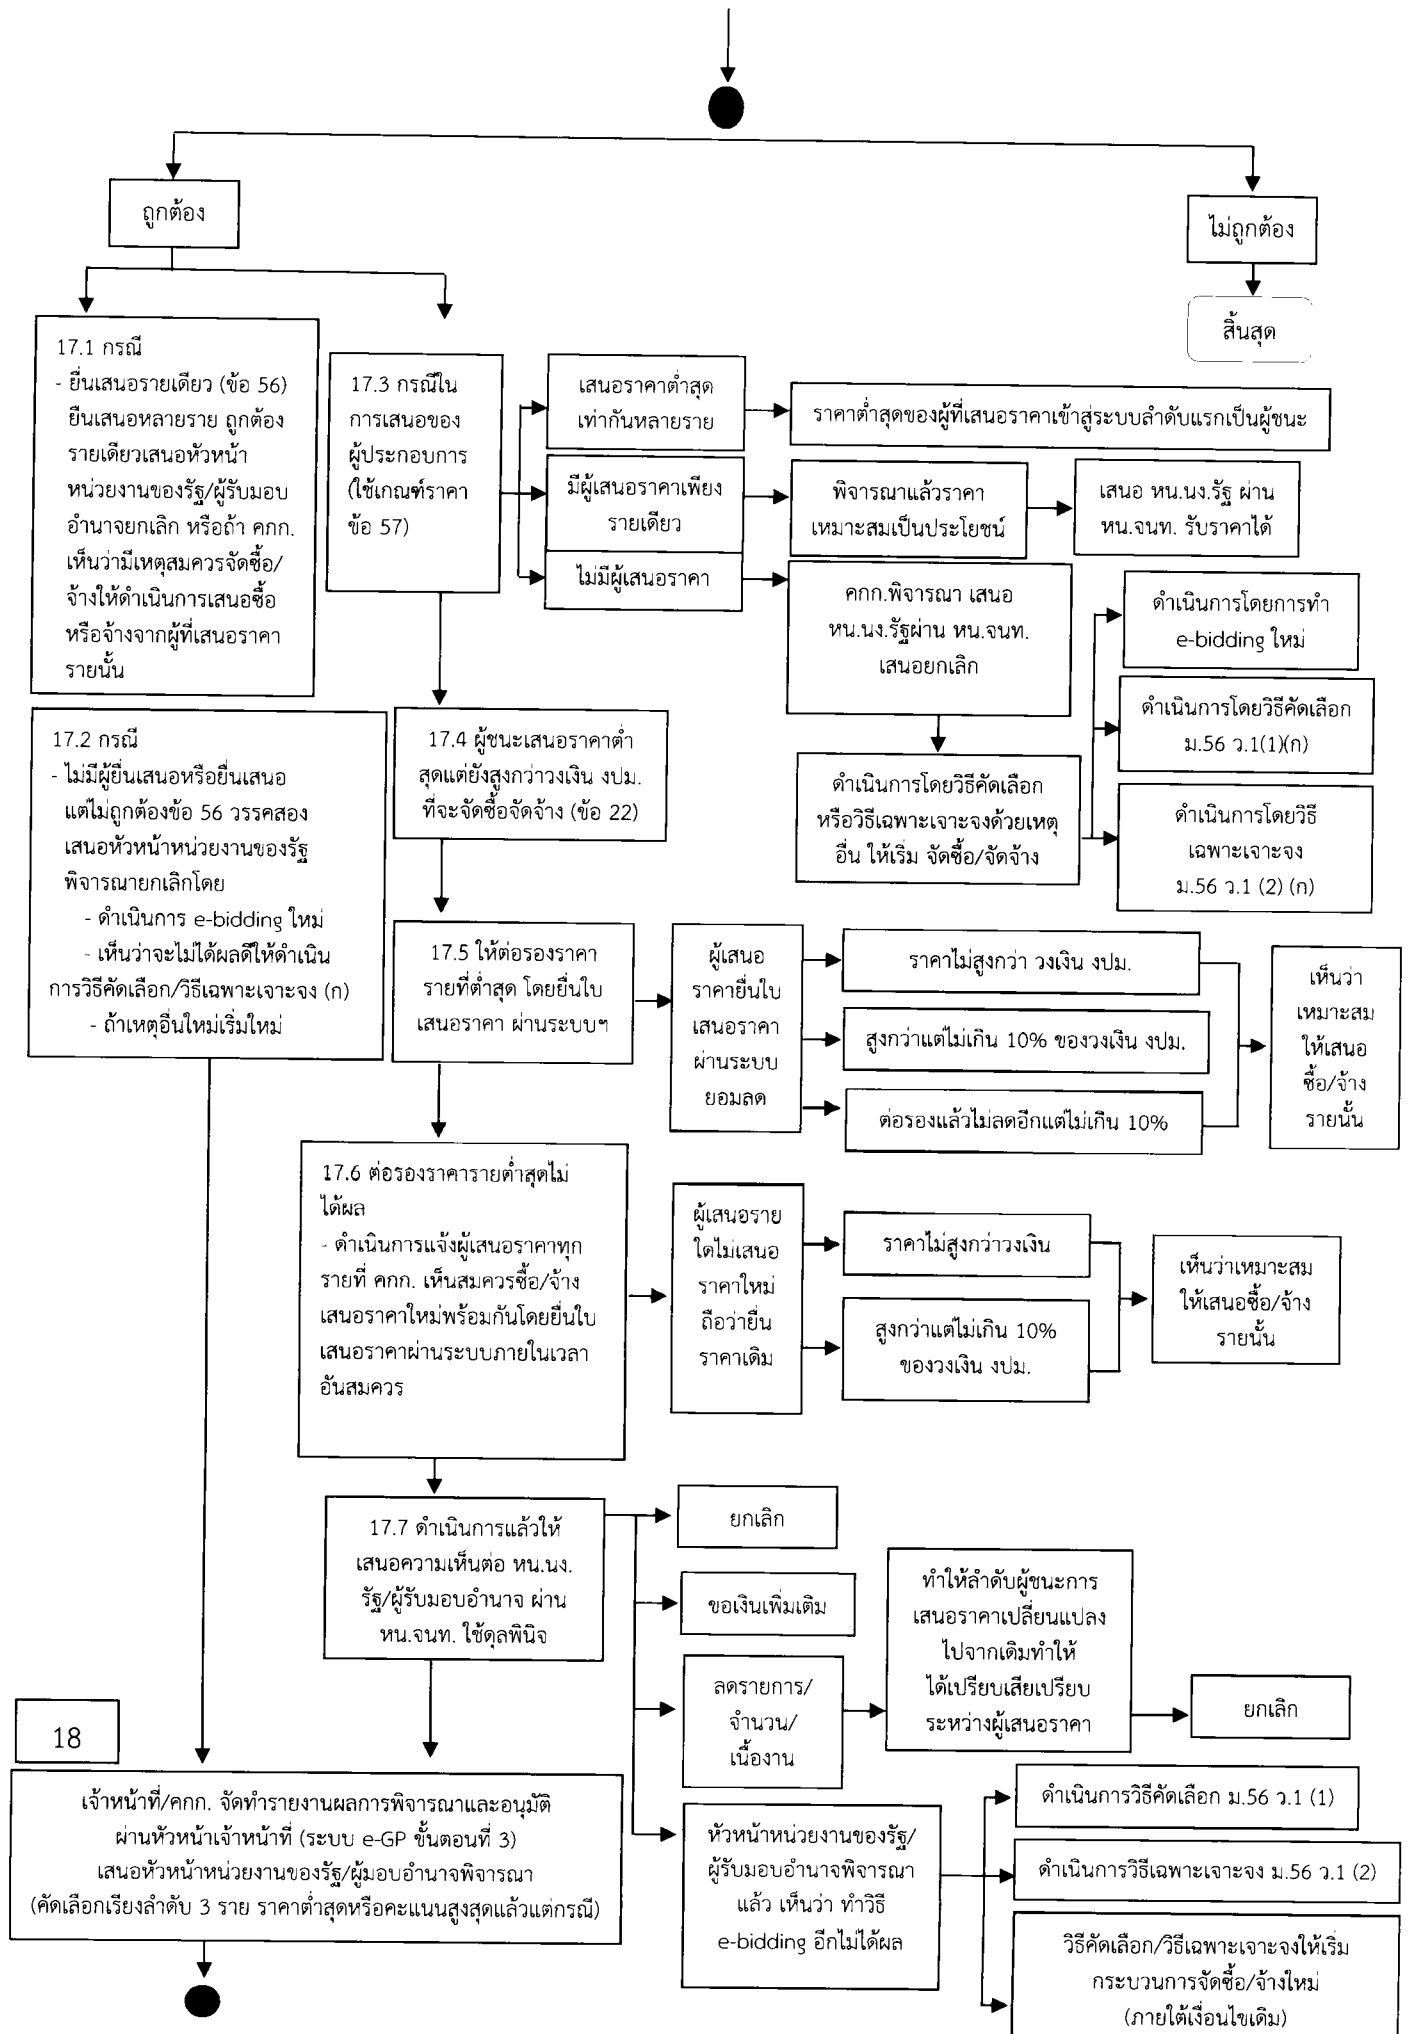 ถูกต้อง
ไม่ถูกต้อง
สิ้นสุด
17.1 กรณี
- ยื่นเสนอรายเดียว (ข้อ 56)
ยืนเสนอหลายราย ถูกต้อง
รายเดียวเสนอหัวหน้า
หน่วยงานของรัฐ/ผู้รับมอบ
อำนาจยกเลิก หรือถ้า คกก.
เห็นว่ามีเหตุสมควรจัดซื้อ/
จ้างให้ดำเนินการเสนอซื้อ
หรือจ้างจากผู้ที่เสนอราคา
รายนั้น
17.2 กรณี
- ไม่มีผู้ยื่นเสนอหรือยื่นเสนอ
แต่ไม่ถูกต้องข้อ 56 วรรคสอง
เสนอหัวหน้าหน่วยงานของรัฐ
พิจารณายกเลิกโดย
- ดำเนินการ e-bidding ใหม่
- เห็นว่าจะไม่ได้ผลดีให้ดำเนิน
การวิธีคัดเลือก/วิธีเฉพาะเจาะจง (ก)
- ถ้าเหตุอื่นใหม่เริ่มใหม่
17.3 กรณีใน
การเสนอของ
ผู้ประกอบการ
(ใช้เกณฑ์ราคา
ข้อ 57)
เสนอราคาต่ำสุด
เท่ากันหลายราย
ราคาต่ำสุดของผู้ที่เสนอราคาเข้าสู่ระบบลำดับแรกเป็นผู้ชนะ
มีผู้เสนอราคาเพียง
รายเดียว
พิจารณาแล้วราคา
เหมาะสมเป็นประโยชน์
เสนอ หน.นง.รัฐ ผ่าน
หน.จนท. รับราคาได้
ไม่มีผู้เสนอราคา
คกก.พิจารณา เสนอ
หน.นง.รัฐผ่าน หน.จนท.
เสนอยกเลิก
ดำเนินการโดยวิธีคัดเลือก
หรือวิธีเฉพาะเจาะจงด้วยเหตุ
อื่น ให้เริ่ม จัดซื้อ/จัดจ้าง
ดำเนินการโดยการทำ
e-bidding ใหม่
ดำเนินการโดยวิธีคัดเลือก
ม.56 ว.1(1)(ก)
ดำเนินการโดยวิธี
เฉพาะเจาะจง
ม.56 ว.1 (2) (ก)
17.4 ผู้ชนะเสนอราคาต่ำ
สุดแต่ยังสูงกว่าวงเงิน งปม.
ที่จะจัดซื้อจัดจ้าง (ข้อ 22)
17.5 ให้ต่อรองราคา
รายที่ต่ำสุด โดยยื่นใบ
เสนอราคา ผ่านระบบฯ
ผู้เสนอ
ราคายื่นใบ
เสนอราคา
ผ่านระบบ
ยอมลด
ราคาไม่สูงกว่า วงเงิน งปม.
สูงกว่าแต่ไม่เกิน 10% ของวงเงิน งปม.
ต่อรองแล้วไม่ลดอีกแต่ไม่เกิน 10%
เห็นว่า
เหมาะสม
ให้เสนอ
ซื้อ/จ้าง
รายนั้น
17.6 ต่อรองราคารายต่ำสุดไม่
ได้ผล
- ดำเนินการแจ้งผู้เสนอราคาทุก
รายที่ คกก. เห็นสมควรซื้อ/จ้าง
เสนอราคาใหม่พร้อมกันโดยยื่นใบ
เสนอราคาผ่านระบบภายในเวลา
อันสมควร
ผู้เสนอราย
ใดไม่เสนอ
ราคาใหม่
ถือว่ายื่น
ราคาเดิม
ราคาไม่สูงกว่าวงเงิน
สูงกว่าแต่ไม่เกิน 10%
ของวงเงิน งปม.
เห็นว่าเหมาะสม
ให้เสนอซื้อ/จ้าง
รายนั้น
17.7 ดำเนินการแล้วให้
เสนอความเห็นต่อ หน.นง.
รัฐ/ผู้รับมอบอำนาจ ผ่าน
หน.จนท. ใช้ดุลพินิจ
ยกเลิก
ขอเงินเพิ่มเติม
ลดรายการ/
จำนวน/
เนื้องาน
ทำให้ลำดับผู้ชนะการ
เสนอราคาเปลี่ยนแปลง
ไปจากเดิมทำให้
ได้เปรียบเสียเปรียบ
ระหว่างผู้เสนอราคา
ยกเลิก
หัวหน้าหน่วยงานของรัฐ/
ผู้รับมอบอำนาจพิจารณา
แล้ว เห็นว่า ทำวิธี
e-bidding อีกไม่ได้ผล
ดำเนินการวิธีคัดเลือก ม.56 ว.1 (1)
ดำเนินการวิธีเฉพาะเจาะจง ม.56 ว.1 (2)
วิธีคัดเลือก/วิธีเฉพาะเจาะจงให้เริ่ม
กระบวนการจัดซื้อ/จ้างใหม่
(ภายใต้เงื่อนไขเดิม)
18
เจ้าหน้าที่/คกก. จัดทำรายงานผลการพิจารณาและอนุมัติ
ผ่านหัวหน้าเจ้าหน้าที่ (ระบบ e-GP ขั้นตอนที่ 3)
เสนอหัวหน้าหน่วยงานของรัฐ/ผู้มอบอำนาจพิจารณา
(คัดเลือกเรียงลำดับ 3 ราย ราคาต่ำสุดหรือคะแนนสูงสุดแล้วแต่กรณี)